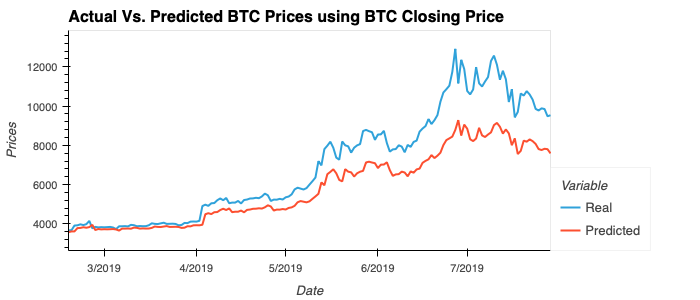 Actual Vs. Predicted BTC Prices using BTC Closing Price
Prices
12000
10000
8000
6000
4000
3/2019 4/2019 5/2019 6/2019 7/2019
Date
Variable
Real
Predicted